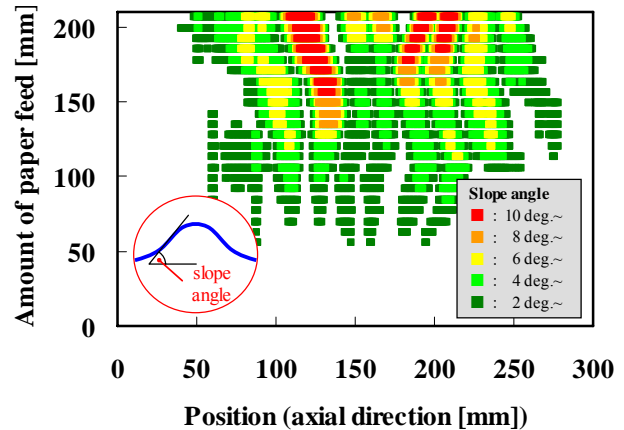 Amount of paper feed [mm]
200
150
100
50
0
slope
angle
Slope angle
: 10 deg.~
: 8 deg.~
: 6 deg.~
: 4 deg.~
: 2 deg.~
0 50 100 150 200 250 300
Position (axial direction [mm])